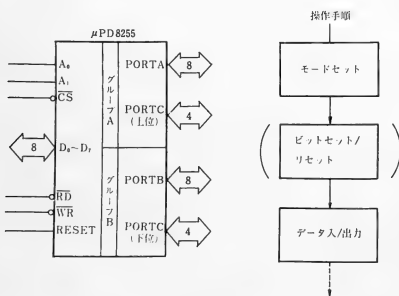 μPD8255
A₀
A₁
CS
8
D₀~D₇
RD
WR
RESET
グループA
グループB
PORTA
8
PORTC
(上位)
4
PORTB
8
PORTC
(下位)
4
操作手順
モードセット
ビットセット/
リセット
データ入/出力